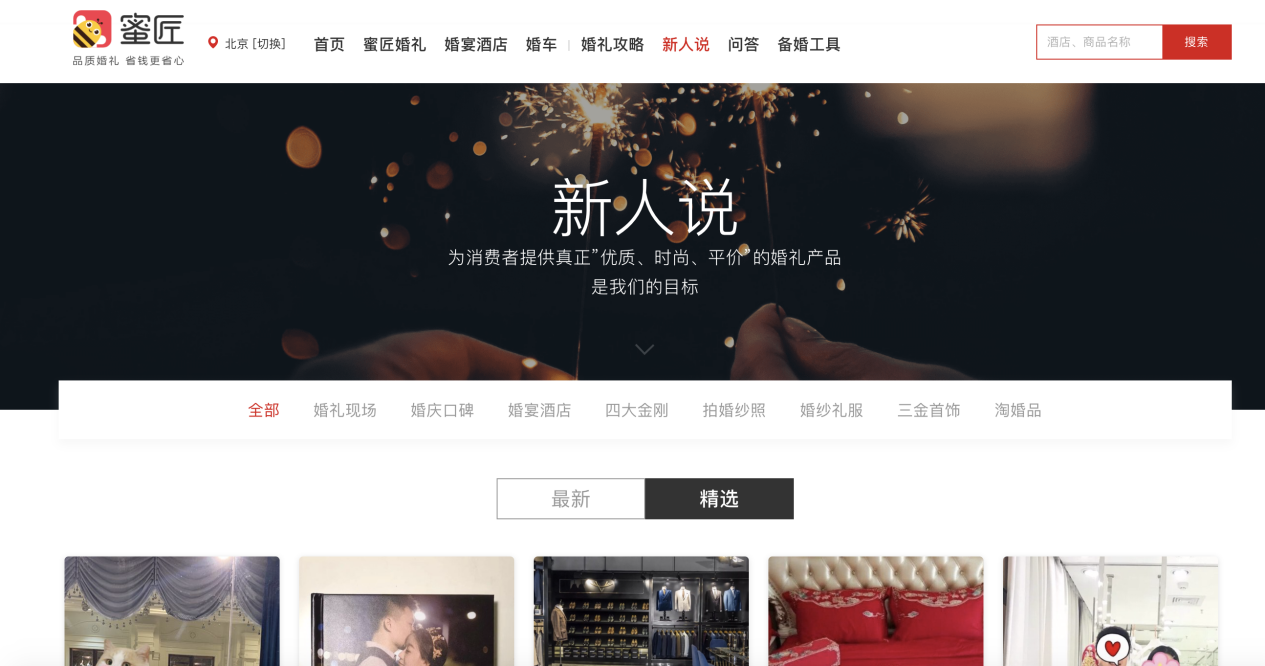 蜜匠
品质婚礼 省钱更省心
北京 [切换]
首页 蜜匠婚礼 婚宴酒店 婚车 | 婚礼攻略 新人说 问答 备婚工具
酒店、商品名称
搜索
新人说
为消费者提供真正”优质、时尚、平价”的婚礼产品
是我们的目标
全部 婚礼现场 婚庆口碑 婚宴酒店 四大金刚 拍婚纱照 婚纱礼服 三金首饰 淘婚品
最新 精选